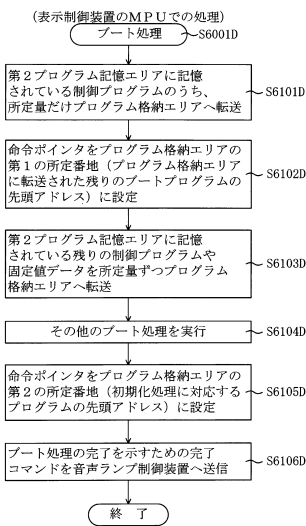 (表示制御装置のMPUでの処理)
ブート処理
S6001D
第2プログラム記憶エリアに記憶
されている制御プログラムのうち、
所定量だけプログラム格納エリアへ転送
S6101D
命令ポインタをプログラム格納エリアの
第1の所定番地(プログラム格納エリア
に転送された残りのブートプログラムの
先頭アドレス)に設定
S6102D
第2プログラム記憶エリアに記憶
されている残りの制御プログラムや
固定値データを所定量ずつプログラム
格納エリアへ転送
S6103D
その他のブート処理を実行
S6104D
命令ポインタをプログラム格納エリアの
第2の所定番地(初期化処理に対応する
プログラムの先頭アドレス)に設定
S6105D
ブート処理の完了を示すための完了
コマンドを音声ランプ制御装置へ送信
S6106D
終 了